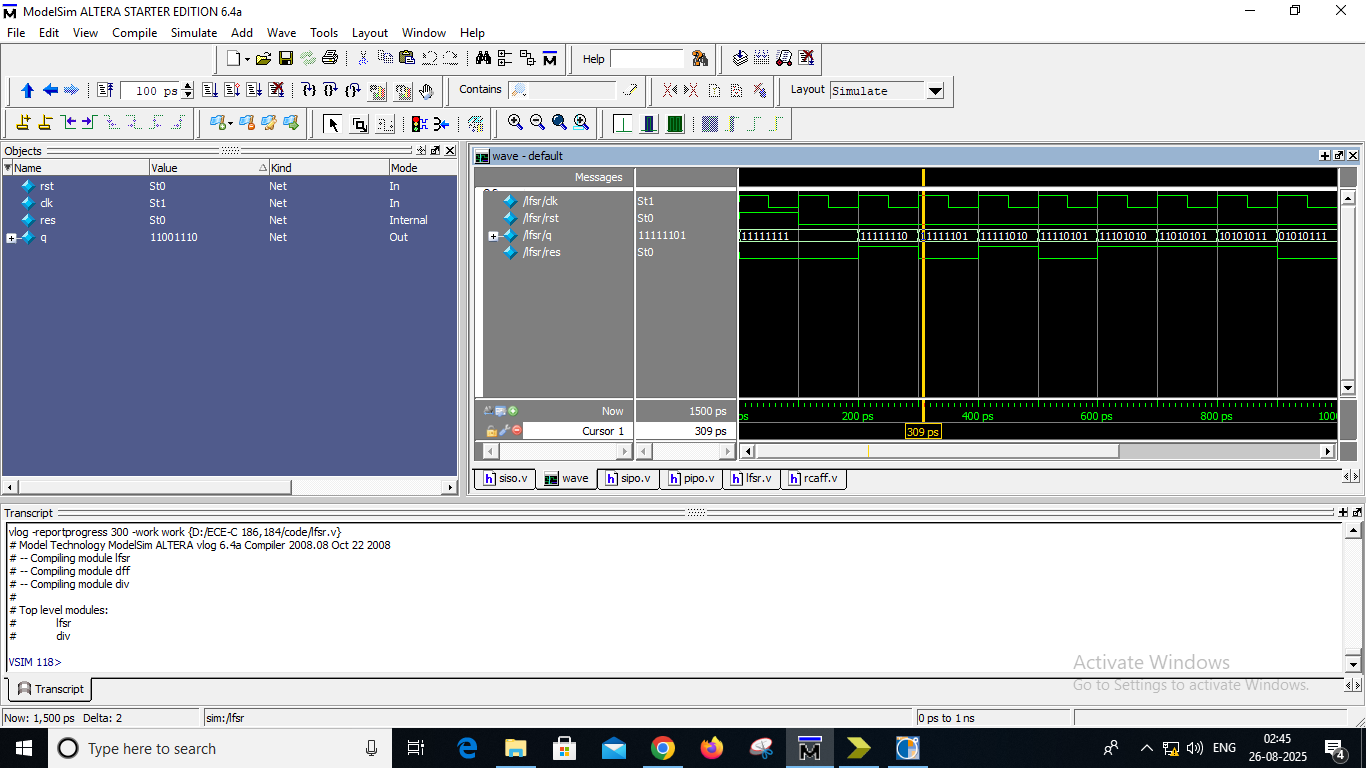 ModelSim ALTERA STARTER EDITION 6.4a
File Edit View Compile Simulate Add Wave Tools Layout Window Help
Help
100 ps Contains Layout Simulate
Objects
Name Value Kind Mode
rst St0 Net In
clk St1 Net In
res St0 Net Internal
q 11001110 Net Out
wave - default
Messages
/lfsr/clk St1
/lfsr/rst St0
/lfsr/q 11111101 11111111 11111110 11111101 11111010 11110101 11101010 11010101 10101011 01010111
/lfsr/res St0
Now 1500 ps ps 200 ps 400 ps 600 ps 800 ps 100
Cursor 1 309 ps 309 ps
siso.v wave sipo.v pipo.v lfsr.v rcaff.v
Transcript
vlog -reportprogress 300 -work work {D:/ECE-C 186,184/code/lfsr.v}
# Model Technology ModelSim ALTERA vlog 6.4a Compiler 2008.08 Oct 22 2008
# -- Compiling module lfsr
# -- Compiling module dff
# -- Compiling module div
#
# Top level modules:
# lfsr
# div
VSIM 118>
Activate Windows
Go to Settings to activate Windows.
Transcript
Now: 1,500 ps Delta: 2 sim:/lfsr 0 ps to 1 ns
Type here to search ENG 02:45
26-08-2025 4